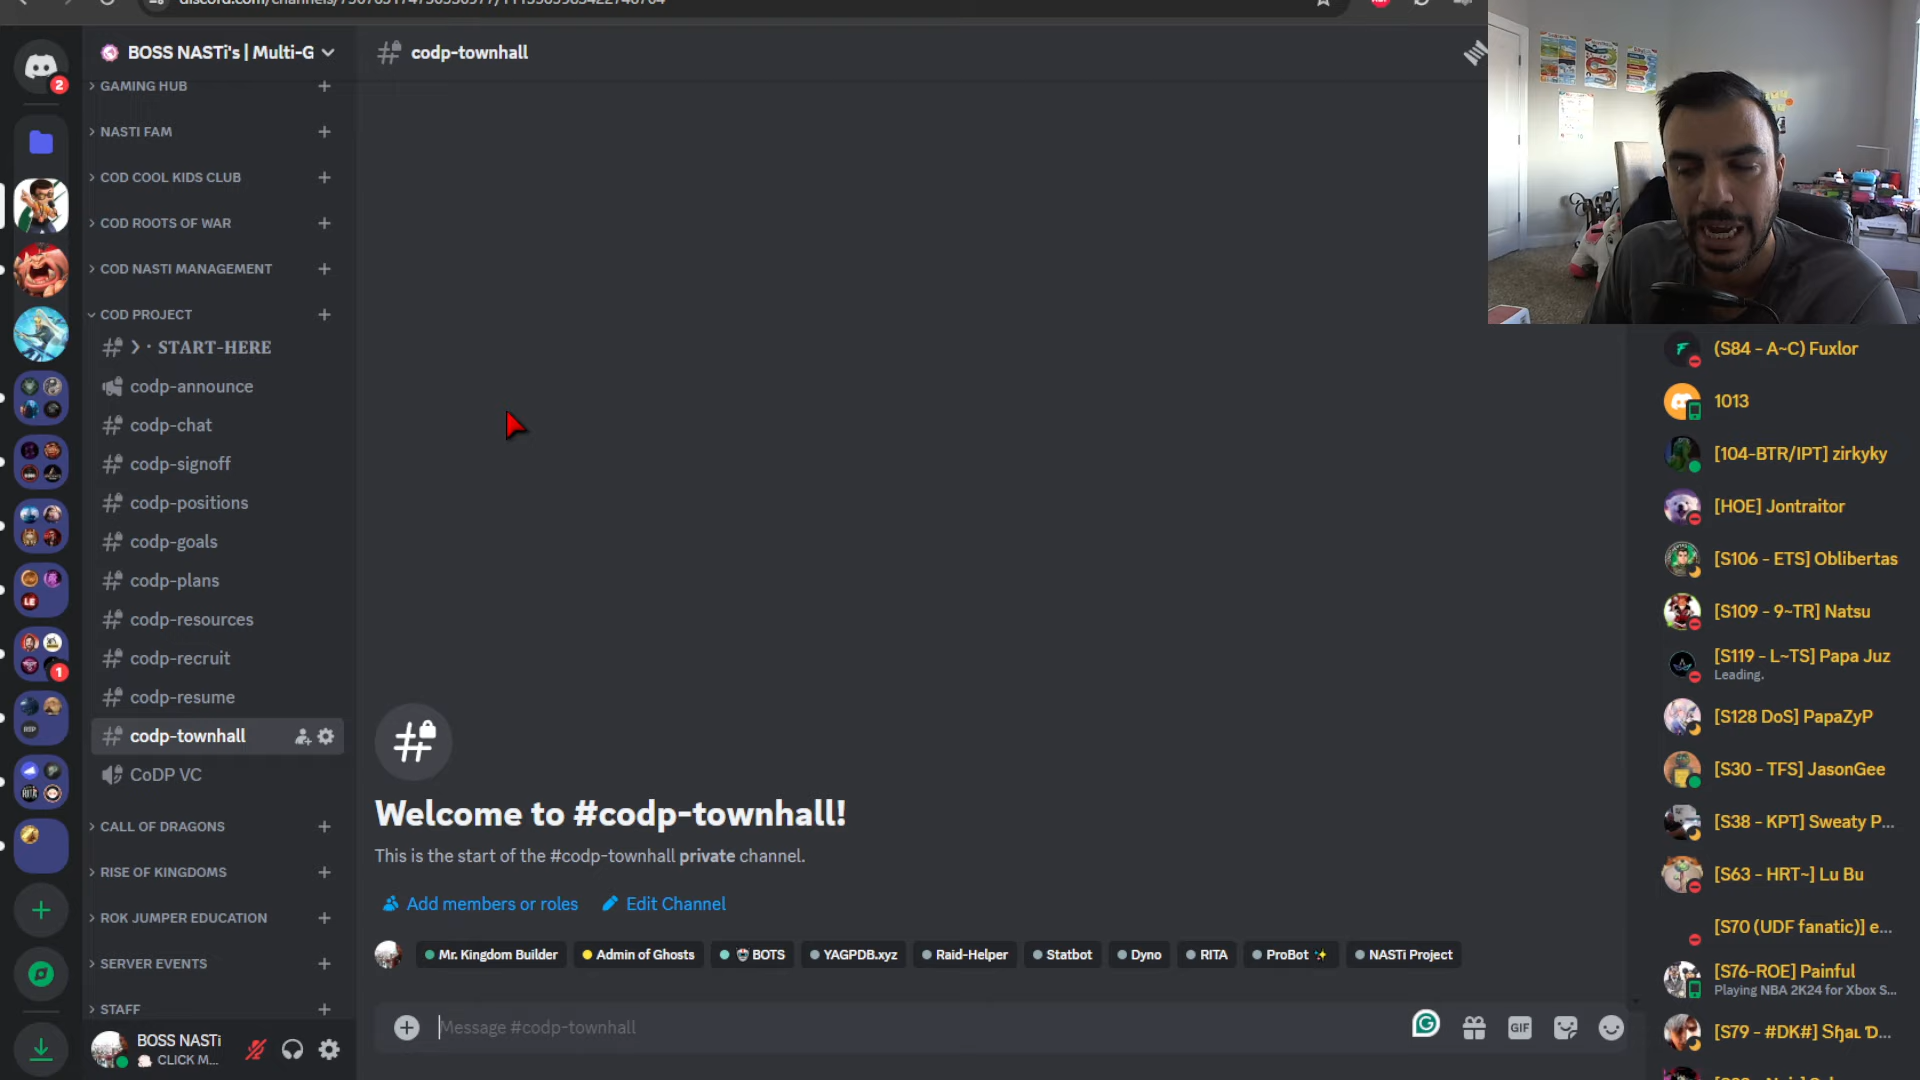 BOSS NASTi's | Multi-G
codp-townhall
GAMING HUB
NASTI FAM
COD COOL KIDS CLUB
COD ROOTS OF WAR
COD NASTI MANAGEMENT
COD PROJECT
START-HERE
codp-announce
codp-chat
codp-signoff
codp-positions
codp-goals
codp-plans
codp-resources
codp-recruit
codp-resume
codp-townhall
CoDP VC
CALL OF DRAGONS
RISE OF KINGDOMS
ROK JUMPER EDUCATION
SERVER EVENTS
STAFF
BOSS NASTi
CLICK M...
2
1
LE
Welcome to #codp-townhall!
This is the start of the #codp-townhall private channel.
Add members or roles
Edit Channel
Mr. Kingdom Builder
Admin of Ghosts
BOTS
YAGPDB.xyz
Raid-Helper
Statbot
Dyno
RITA
ProBot
NASTi Project
Message #codp-townhall
GIF
(S84 - A~C) Fuxlor
1013
[104-BTR/IPT] zirkyky
[HOE] Jontraitor
[S106 - ETS] Oblibertas
[S109 - 9~TR] Natsu
[S119 - L~TS] Papa Juz
Leading.
[S128 DoS] PapaZyP
[S30 - TFS] JasonGee
[S38 - KPT] Sweaty P...
[S63 - HRT~] Lu Bu
[S70 (UDF fanatic)] e...
[S76-ROE] Painful
Playing NBA 2K24 for Xbox S...
[S79 - #DK#]